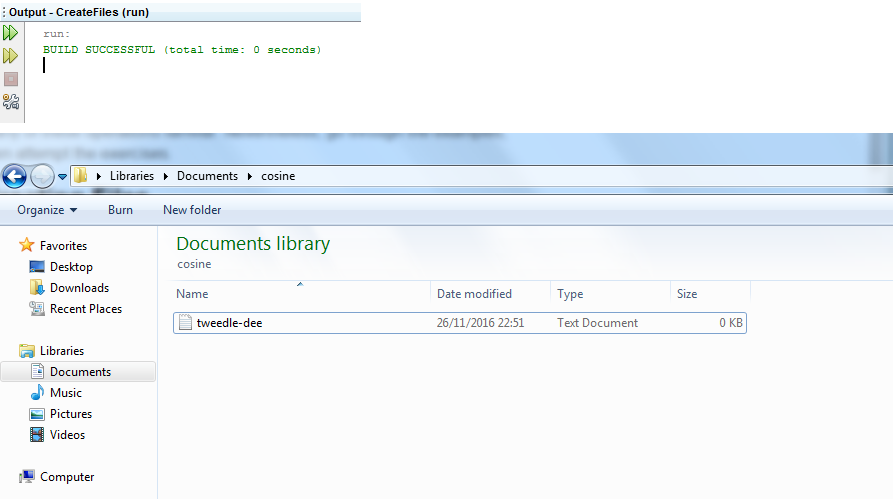 Output - CreateFiles (run)
run:
BUILD SUCCESSFUL (total time: 0 seconds)
Libraries Documents cosine
Organize Burn New folder
Favorites
Desktop
Downloads
Recent Places
Libraries
Documents
Music
Pictures
Videos
Computer
Documents library
cosine
Name Date modified Type Size
tweedle-dee 26/11/2016 22:51 Text Document 0 KB